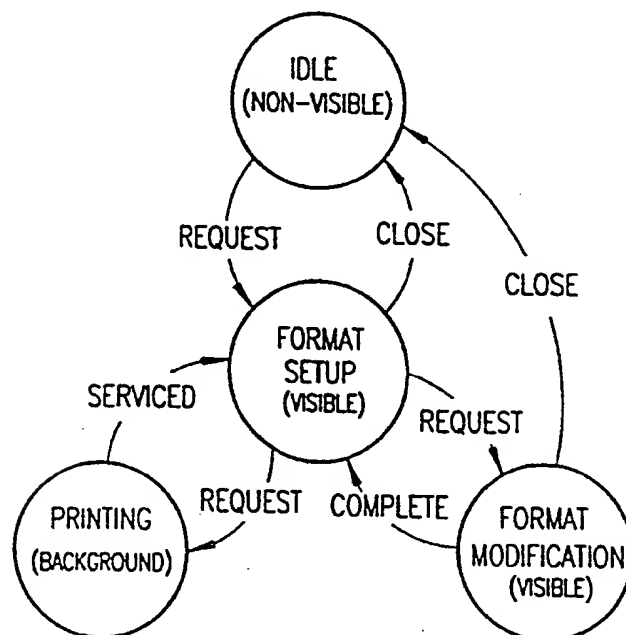 IDLE
(NON-VISIBLE)
REQUEST
CLOSE
CLOSE
FORMAT
SETUP
(VISIBLE)
SERVICED
REQUEST
REQUEST
COMPLETE
PRINTING
(BACKGROUND)
FORMAT
MODIFICATION
(VISIBLE)